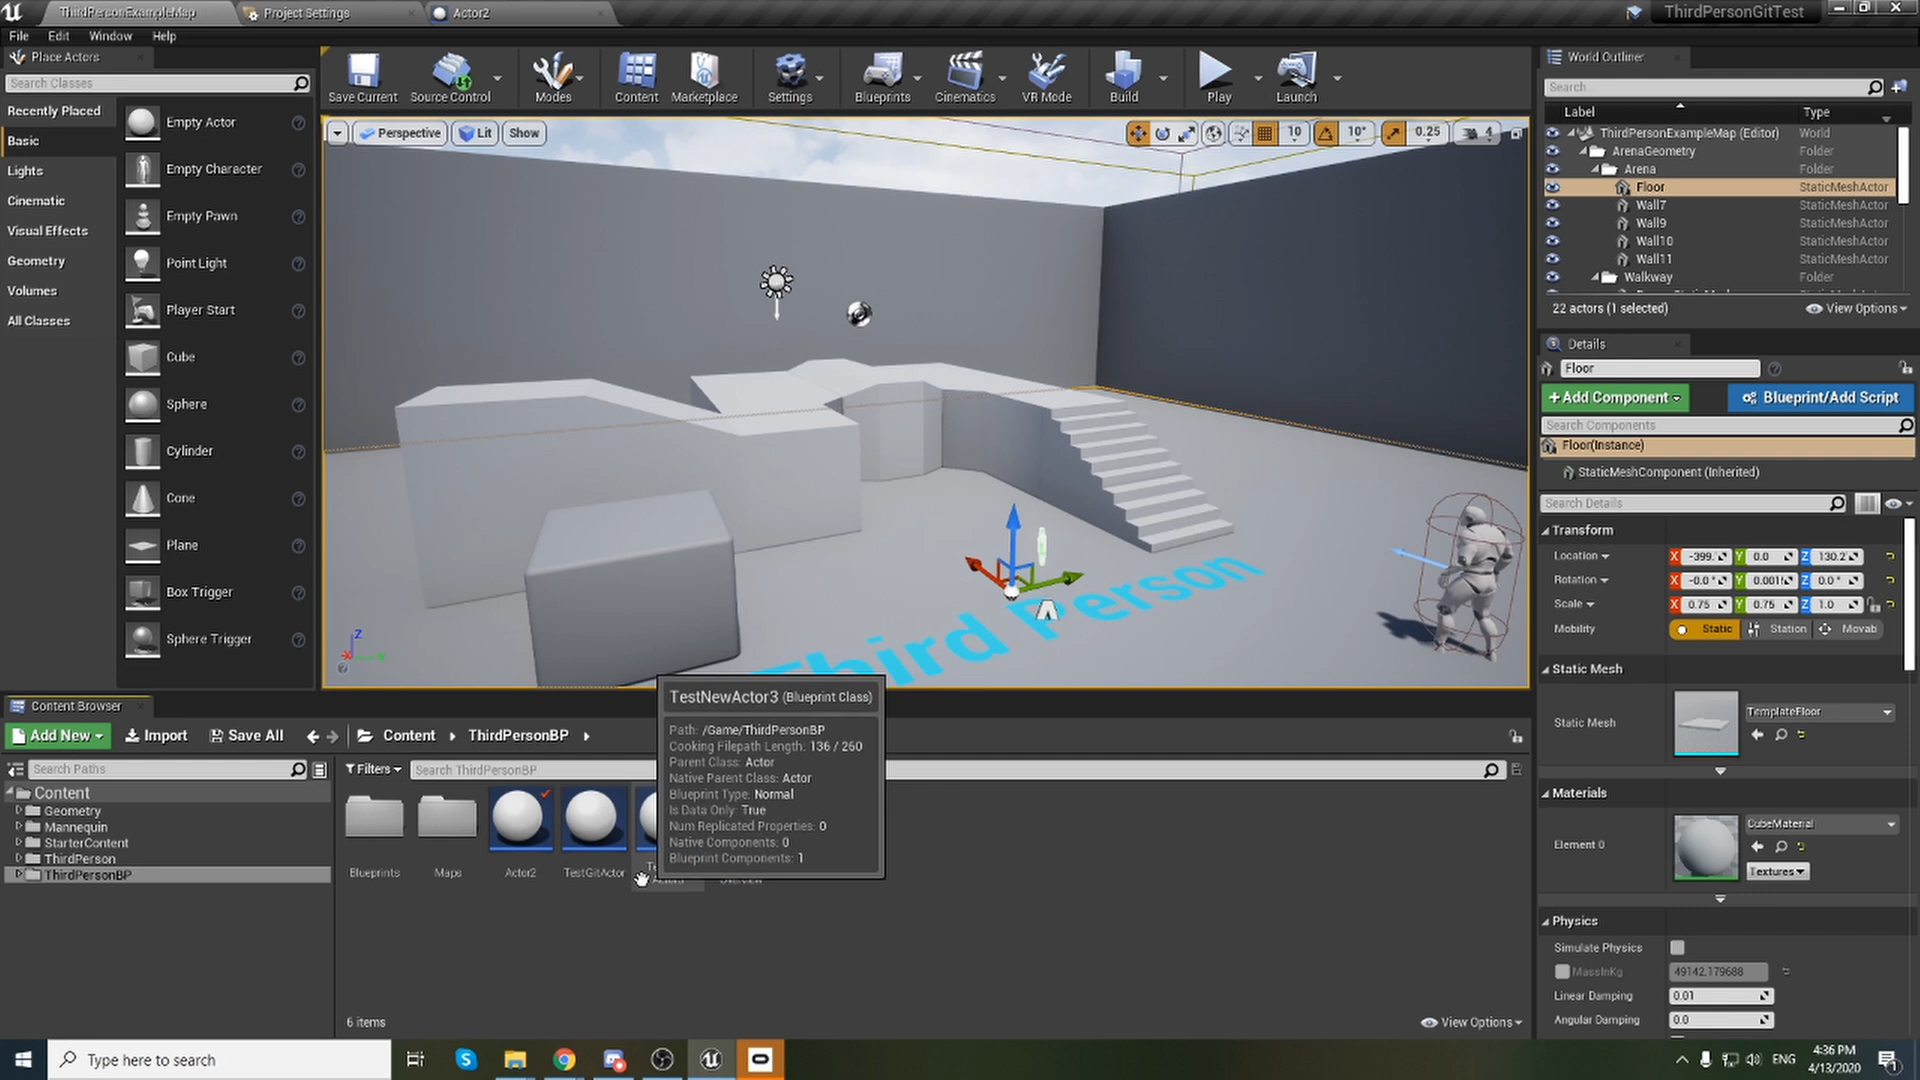 ThirdPersonExampleMap
Project Settings
Actor2
ThirdPersonGitTest
File Edit Window Help
Place Actors
Search Classes
Recently Placed
Basic
Lights
Cinematic
Visual Effects
Geometry
Volumes
All Classes
Empty Actor
Empty Character
Empty Pawn
Point Light
Player Start
Cube
Sphere
Cylinder
Cone
Plane
Box Trigger
Sphere Trigger
Save Current
Source Control
Modes
Content
Marketplace
Settings
Blueprints
Cinematics
VR Mode
Build
Play
Launch
Perspective
Lit
Show
10
10°
0.25
4
Third Person
Z
World Outliner
Search...
Label Type
ThirdPersonExampleMap (Editor) World
ArenaGeometry Folder
Arena Folder
Floor StaticMeshActor
Wall7 StaticMeshActor
Wall9 StaticMeshActor
Wall10 StaticMeshActor
Wall11 StaticMeshActor
Walkway Folder
22 actors (1 selected)
View Options
Details
Floor
+Add Component
Blueprint/Add Script
Search Components
Floor(Instance)
StaticMeshComponent (Inherited)
Search Details
Transform
Location X -399. Y 0.0 Z 130.2
Rotation X -0.0 ° Y 0.001 Z 0.0 °
Scale X 0.75 Y 0.75 Z 1.0
Mobility Static Station Movab
Static Mesh
Static Mesh TemplateFloor
Materials
Element 0 CubeMaterial
Textures
Physics
Simulate Physics
MassInKg 49142.179688
Linear Damping 0.01
Angular Damping 0.0
Content Browser
Add New
Import
Save All
Content ThirdPersonBP
Search Paths
Filters
Search ThirdPersonBP
Content
Geometry
Mannequin
StarterContent
ThirdPerson
ThirdPersonBP
Blueprints
Maps
Actor2
TestGitActor
Overview
6 items
View Options
TestNewActor3 (Blueprint Class)
Path: /Game/ThirdPersonBP
Cooking Filepath Length: 136 / 260
Parent Class: Actor
Native Parent Class: Actor
Blueprint Type: Normal
Is Data Only: True
Num Replicated Properties: 0
Native Components: 0
Blueprint Components: 1
Type here to search
ENG
4:36 PM
4/13/2020